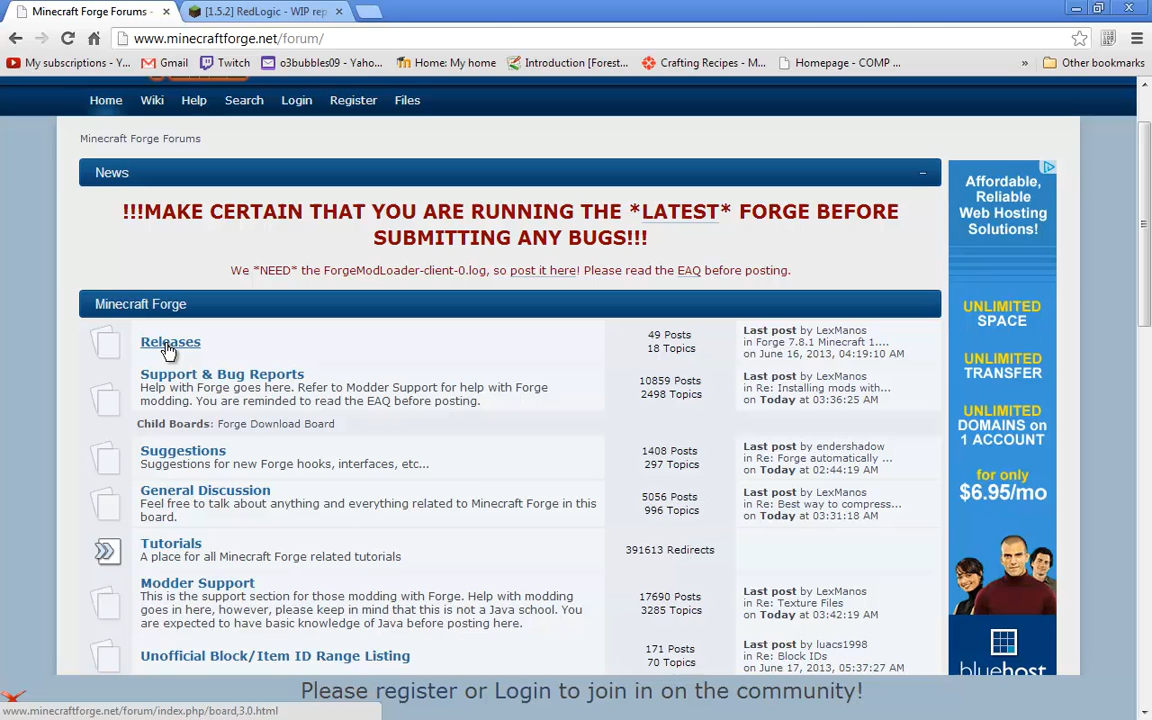 Minecraft Forge Forums -
[1.5.2] RedLogic - WIP rep
www.minecraftforge.net/forum/
My subscriptions - Y...
Gmail
Twitch
o3bubbles09 - Yahoo...
Home: My home
Introduction [Forest...
Crafting Recipes - M...
Homepage - COMP ...
»
Other bookmarks
Home Wiki Help Search Login Register Files
Minecraft Forge Forums
News
!!!MAKE CERTAIN THAT YOU ARE RUNNING THE *LATEST* FORGE BEFORE
SUBMITTING ANY BUGS!!!
We *NEED* the ForgeModLoader-client-0.log, so post it here! Please read the EAQ before posting.
Minecraft Forge
Releases
49 Posts
18 Topics
Last post by LexManos
in Forge 7.8.1 Minecraft 1....
on June 16, 2013, 04:19:10 AM
Support & Bug Reports
Help with Forge goes here. Refer to Modder Support for help with Forge
modding. You are reminded to read the EAQ before posting.
10859 Posts
2498 Topics
Last post by LexManos
in Re: Installing mods with...
on Today at 03:36:25 AM
Child Boards: Forge Download Board
Suggestions
Suggestions for new Forge hooks, interfaces, etc...
1408 Posts
297 Topics
Last post by endershadow
in Re: Forge automatically ...
on Today at 02:44:19 AM
General Discussion
Feel free to talk about anything and everything related to Minecraft Forge in this
board.
5056 Posts
996 Topics
Last post by LexManos
in Re: Best way to compress...
on Today at 03:31:18 AM
Tutorials
A place for all Minecraft Forge related tutorials
391613 Redirects
Modder Support
This is the support section for those modding with Forge. Help with modding
goes in here, however, please keep in mind that this is not a Java school. You
are expected to have basic knowledge of Java before posting here.
17690 Posts
3285 Topics
Last post by LexManos
in Re: Texture Files
on Today at 03:42:19 AM
Unofficial Block/Item ID Range Listing
171 Posts
70 Topics
Last post by luacs1998
in Re: Block IDs
on June 17, 2013, 05:37:27 AM
Affordable,
Reliable
Web Hosting
Solutions!
UNLIMITED
SPACE
UNLIMITED
TRANSFER
UNLIMITED
DOMAINS on
1 ACCOUNT
for only
$6.95/mo
bluehost
Please register or Login to join in on the community!
www.minecraftforge.net/forum/index.php/board,3.0.html